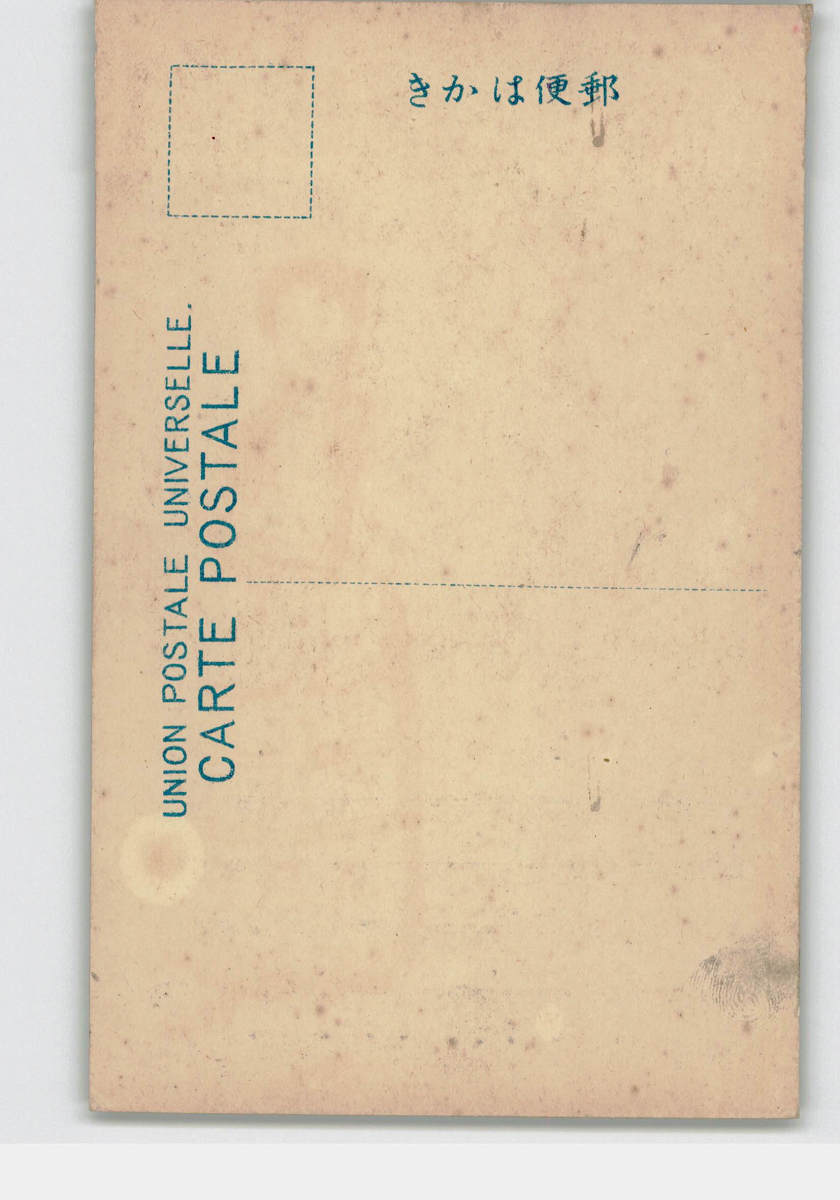 郵便はかき
UNION POSTALE UNIVERSELLE.
CARTE POSTALE